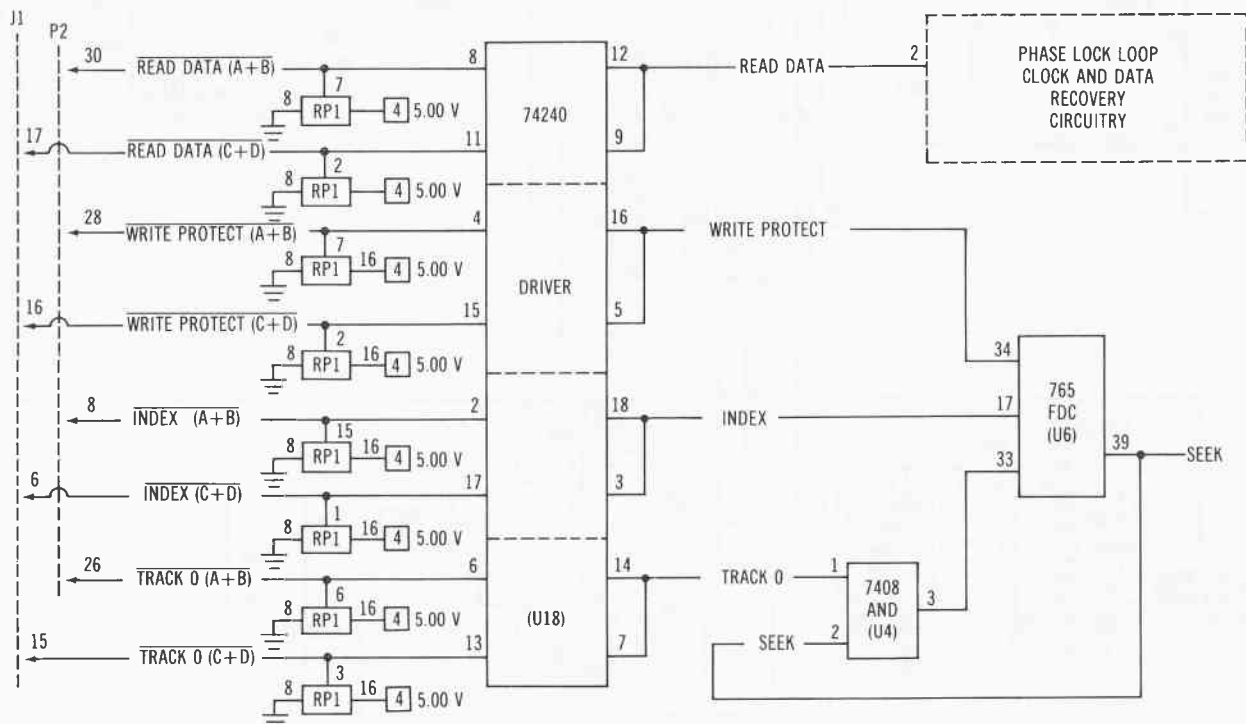 J1
P2
30 READ DATA (A+B) 8 12 READ DATA 2
PHASE LOCK LOOP
CLOCK AND DATA
RECOVERY
CIRCUITRY
7
8 RP1 4 5.00 V
74240
17 READ DATA (C+D) 11 9
2
8 RP1 4 5.00 V
28 WRITE PROTECT (A+B) 4 16 WRITE PROTECT
7
8 RP1 16 4 5.00 V
DRIVER
16 WRITE PROTECT (C+D) 15 5
2
8 RP1 16 4 5.00 V
34
765
FDC
(U6)
17
33
39 SEEK
8 INDEX (A+B) 2 18 INDEX
15
8 RP1 16 4 5.00 V
6 INDEX (C+D) 17 3
1
8 RP1 16 4 5.00 V
26 TRACK 0 (A+B) 6 14 TRACK 0 1
7408
AND
(U4)
3
6
8 RP1 16 4 5.00 V
(U18)
15 TRACK 0 (C+D) 13 7 SEEK 2
3
8 RP1 16 4 5.00 V